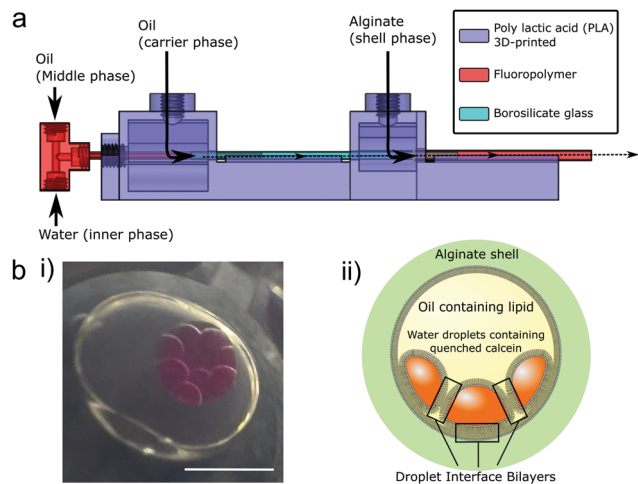 a
Oil
(Middle phase)
Oil
(carrier phase)
Alginate
(shell phase)
Poly lactic acid (PLA)
3D-printed
Fluoropolymer
Borosilicate glass
Water (inner phase)
b i)
ii)
Alginate shell
Oil containing lipid
Water droplets containing
quenched calcein
Droplet Interface Bilayers